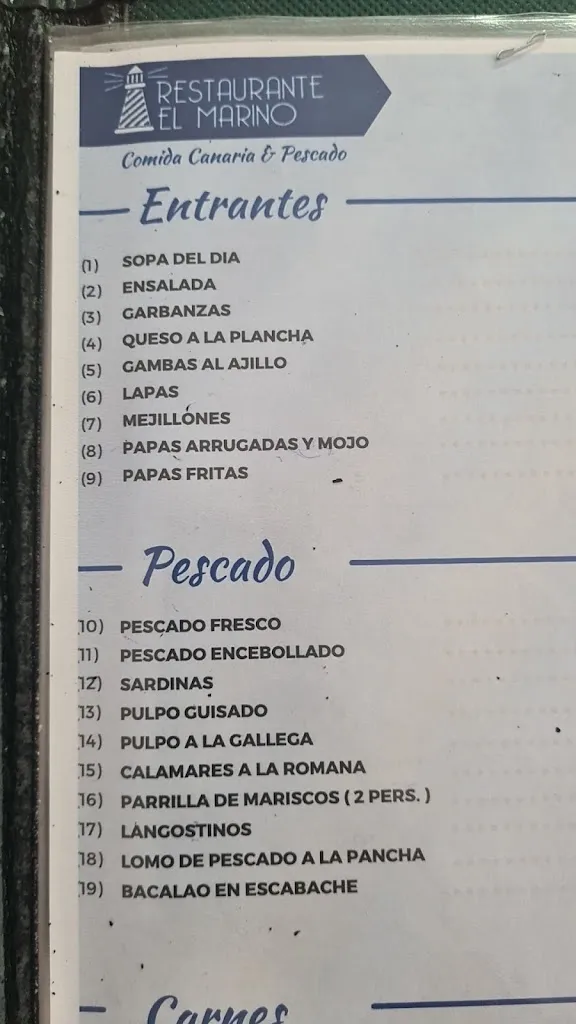 RESTAURANTE
EL MARINO
Comida Canaria & Pescado
Entrantes
(1) SOPA DEL DIA
(2) ENSALADA
(3) GARBANZAS
(4) QUESO A LA PLANCHA
(5) GAMBAS AL AJILLO
(6) LAPAS
(7) MEJILLONES
(8) PAPAS ARRUGADAS Y MOJO
(9) PAPAS FRITAS
Pescado
(10) PESCADO FRESCO
(11) PESCADO ENCEBOLLADO
(12) SARDINAS
(13) PULPO GUISADO
(14) PULPO A LA GALLEGA
(15) CALAMARES A LA ROMANA
(16) PARRILLA DE MARISCOS ( 2 PERS. )
(17) LANGOSTINOS
(18) LOMO DE PESCADO A LA PANCHA
(19) BACALAO EN ESCABACHE
Carnes